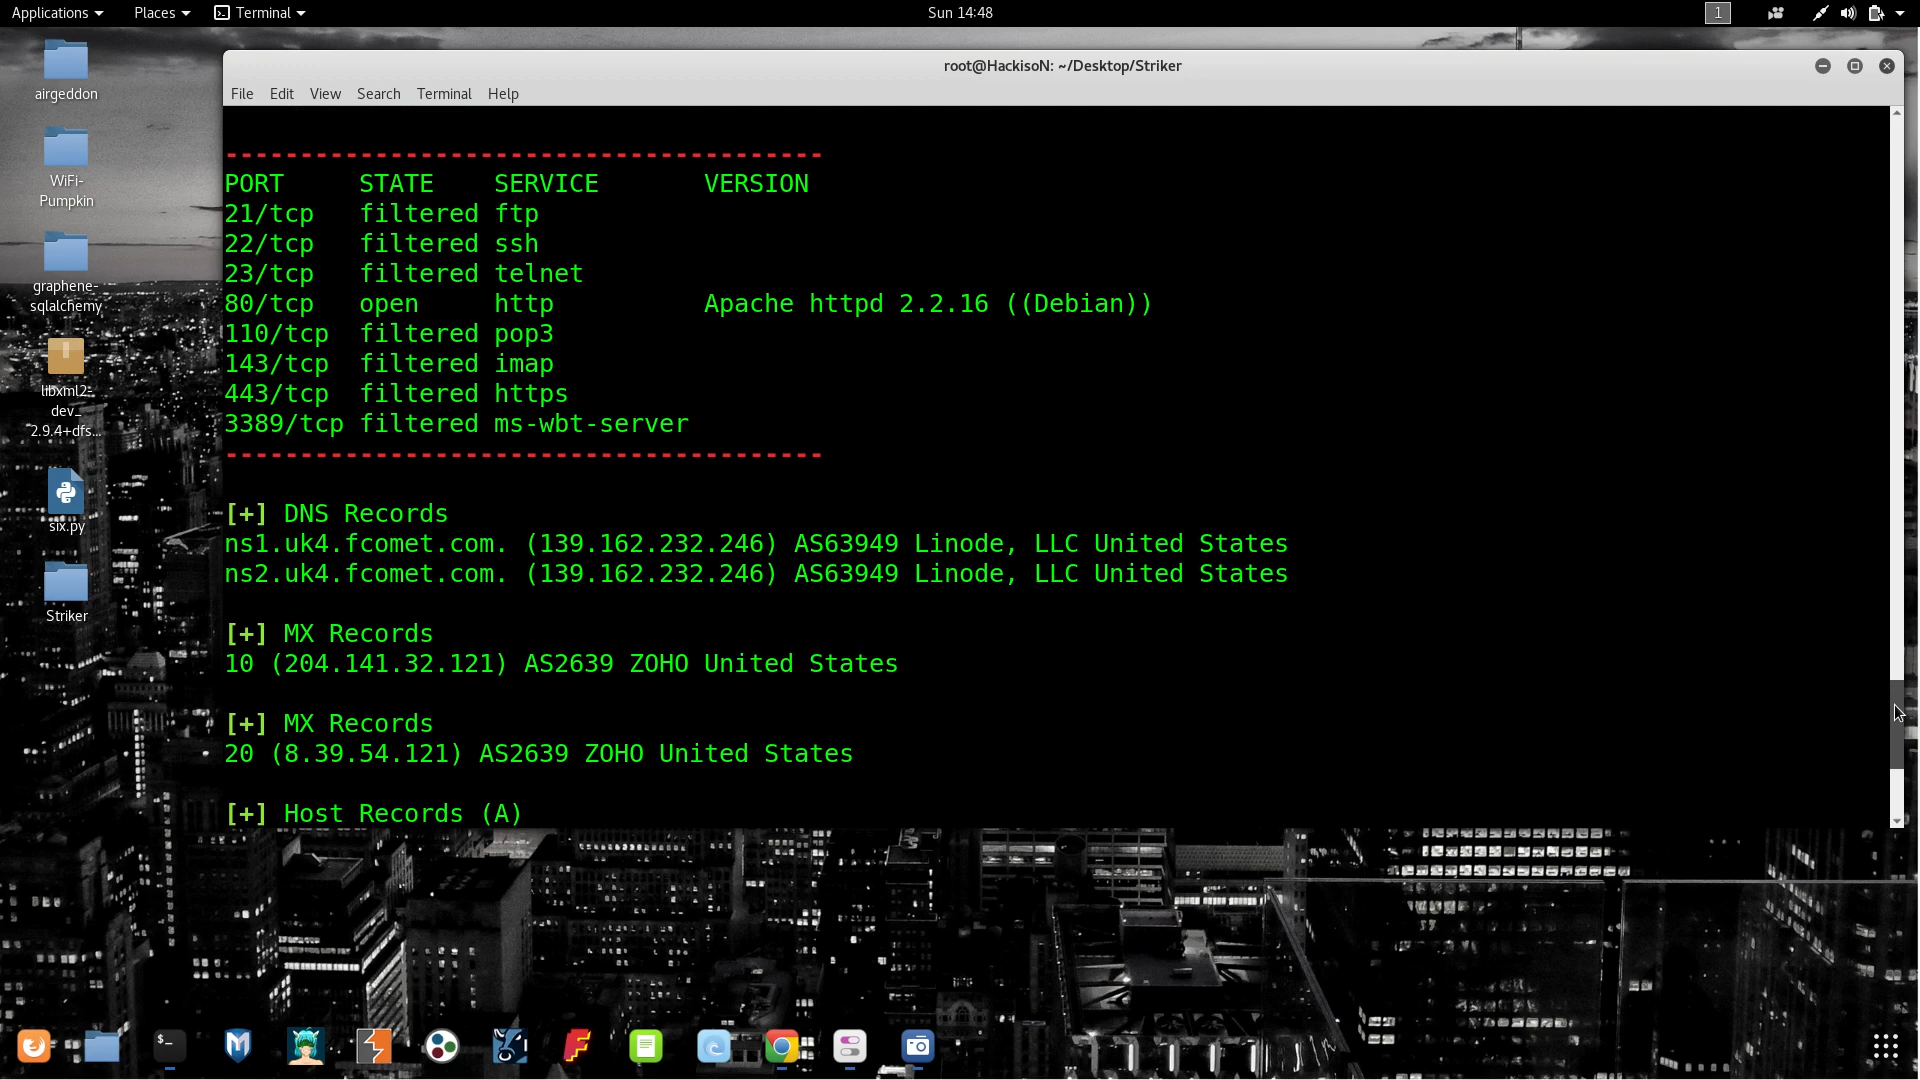 Applications Places Terminal Sun 14:48 1
root@HackisoN: ~/Desktop/Striker
File Edit View Search Terminal Help
airgeddon
WiFi-
Pumpkin
graphene-
sqlalchemy
libxml2-
dev_
2.9.4+dfs...
six.py
Striker
----------------------------------------
PORT STATE SERVICE VERSION
21/tcp filtered ftp
22/tcp filtered ssh
23/tcp filtered telnet
80/tcp open http Apache httpd 2.2.16 ((Debian))
110/tcp filtered pop3
143/tcp filtered imap
443/tcp filtered https
3389/tcp filtered ms-wbt-server
----------------------------------------
[+] DNS Records
ns1.uk4.fcomet.com. (139.162.232.246) AS63949 Linode, LLC United States
ns2.uk4.fcomet.com. (139.162.232.246) AS63949 Linode, LLC United States
[+] MX Records
10 (204.141.32.121) AS2639 ZOHO United States
[+] MX Records
20 (8.39.54.121) AS2639 ZOHO United States
[+] Host Records (A)
$_